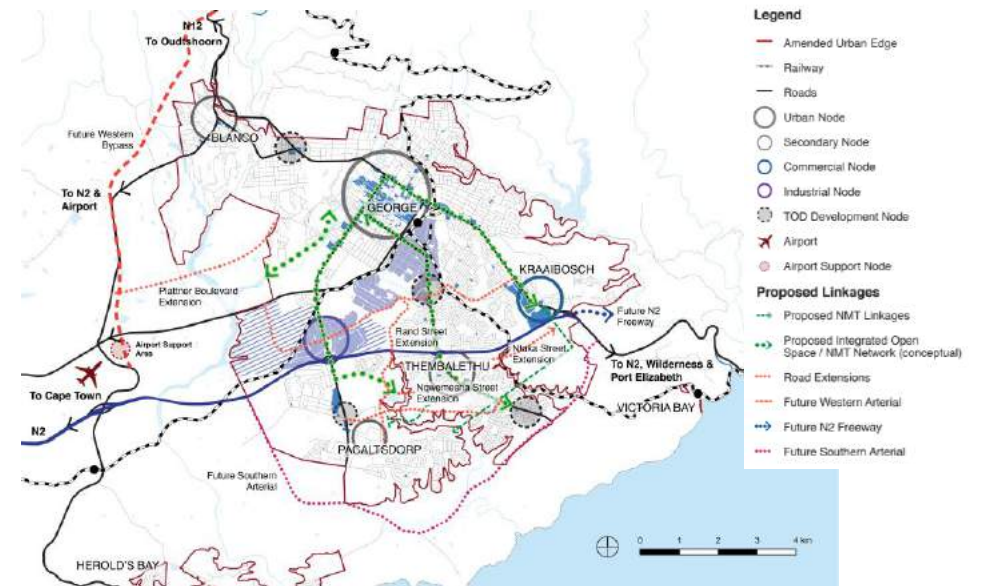 N12
To Oudtshoorn
Future Western
Bypass
BLANCO
To N2 &
Airport
GEORGE
Plattner Boulevard
Extension
KRAAIBOSCH
Future N2
Freeway
Rand Street
Extension
Airport Support
Area
Ntaka Street
Extension
THEMBALETHU
To N2, Wilderness &
Port Elizabeth
To Cape Town
Ngwemesha Street
Extension
VICTORIA BAY
N2
PACALTSDORP
Future Southern
Arterial
HEROLD'S BAY
0 1 2 3 4 km
Legend
Amended Urban Edge
Railway
Roads
Urban Node
Secondary Node
Commercial Node
Industrial Node
TOD Development Node
Airport
Airport Support Node
Proposed Linkages
Proposed NMT Linkages
Proposed Integrated Open
Space / NMT Network (conceptual)
Road Extensions
Future Western Arterial
Future N2 Freeway
Future Southern Arterial